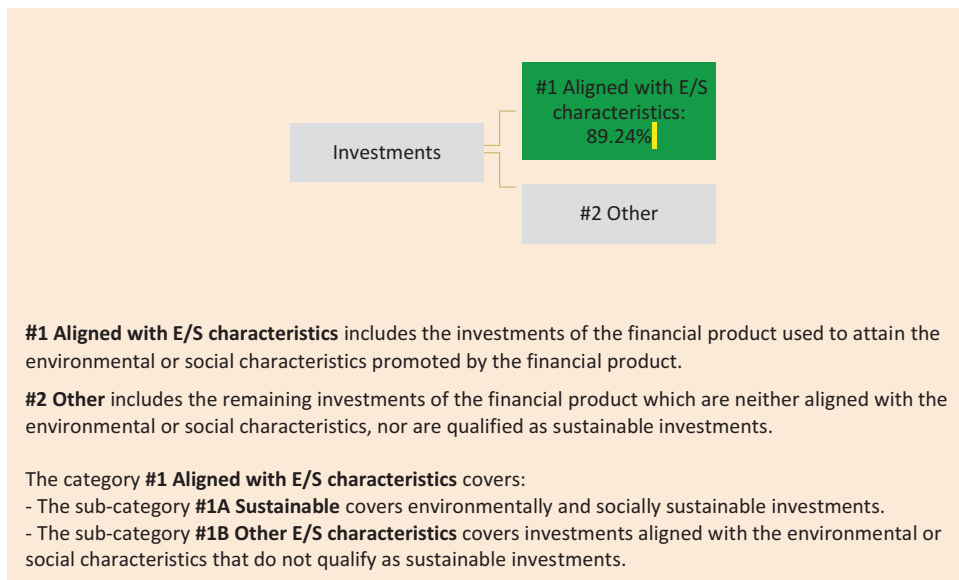 #1 Aligned with E/S
characteristics:
89.24%
Investments
#2 Other
#1 Aligned with E/S characteristics includes the investments of the financial product used to attain the
environmental or social characteristics promoted by the financial product.
#2 Other includes the remaining investments of the financial product which are neither aligned with the
environmental or social characteristics, nor are qualified as sustainable investments.
The category #1 Aligned with E/S characteristics covers:
- The sub-category #1A Sustainable covers environmentally and socially sustainable investments.
- The sub-category #1B Other E/S characteristics covers investments aligned with the environmental or
social characteristics that do not qualify as sustainable investments.